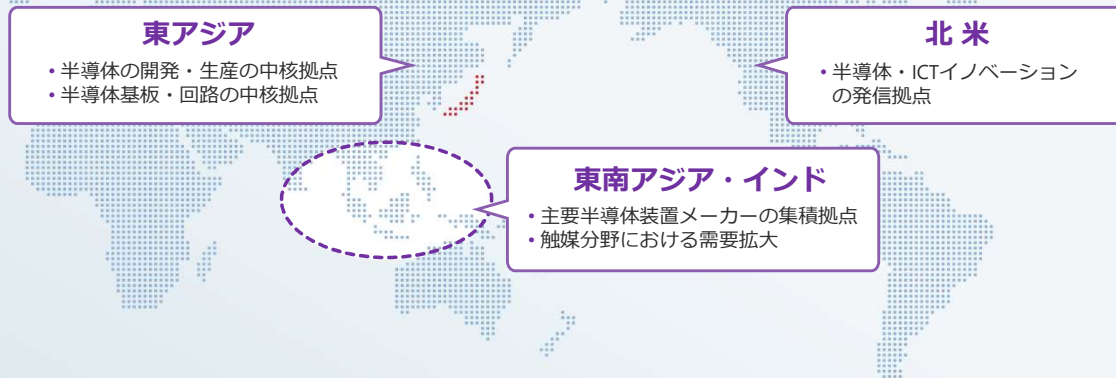 東アジア
• 半導体の開発・生産の中核拠点
• 半導体基板・回路の中核拠点
北 米
• 半導体・ICTイノベーション
の発信拠点
東南アジア・インド
• 主要半導体装置メーカーの集積拠点
• 触媒分野における需要拡大